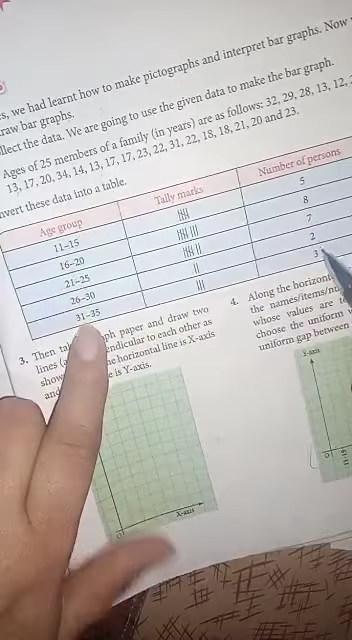 we had learnt how to make pictographs and interpret bar graphs. Now
raw bar graphs.
llect the data. We are going to use the given data to make the bar graph.
Ages of 25 members of a family (in years) are as follows: 32, 29, 28, 13, 12,
13, 17, 20, 34, 14, 13, 17, 17, 23, 22, 31, 22, 18, 18, 21, 20 and 23.
nvert these data into a table.
Age group Tally marks Number of persons
11–15 5
16–20 8
21–25 7
26–30 2
31–35 3
3. Then ph paper and draw two
lines endicular to each other as
show he horizontal line is X-axis
and e is Y-axis.
X-axis
O
4. Along the horizont
the names/items/nu
whose values are
choose the uniform
uniform gap between
Y-axis
O
11–15